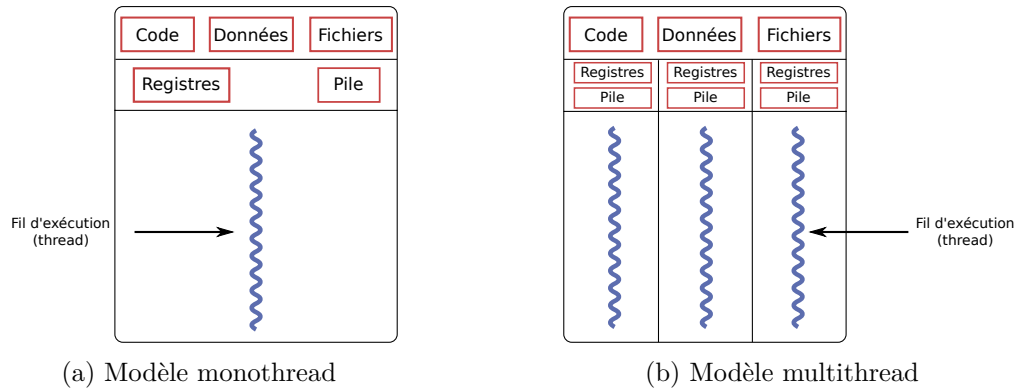 Code Données Fichiers
Registres Pile
Fil d'exécution
(thread)
(a) Modèle monothread
Code Données Fichiers
Registres Registres Registres
Pile Pile Pile
Fil d'exécution
(thread)
(b) Modèle multithread